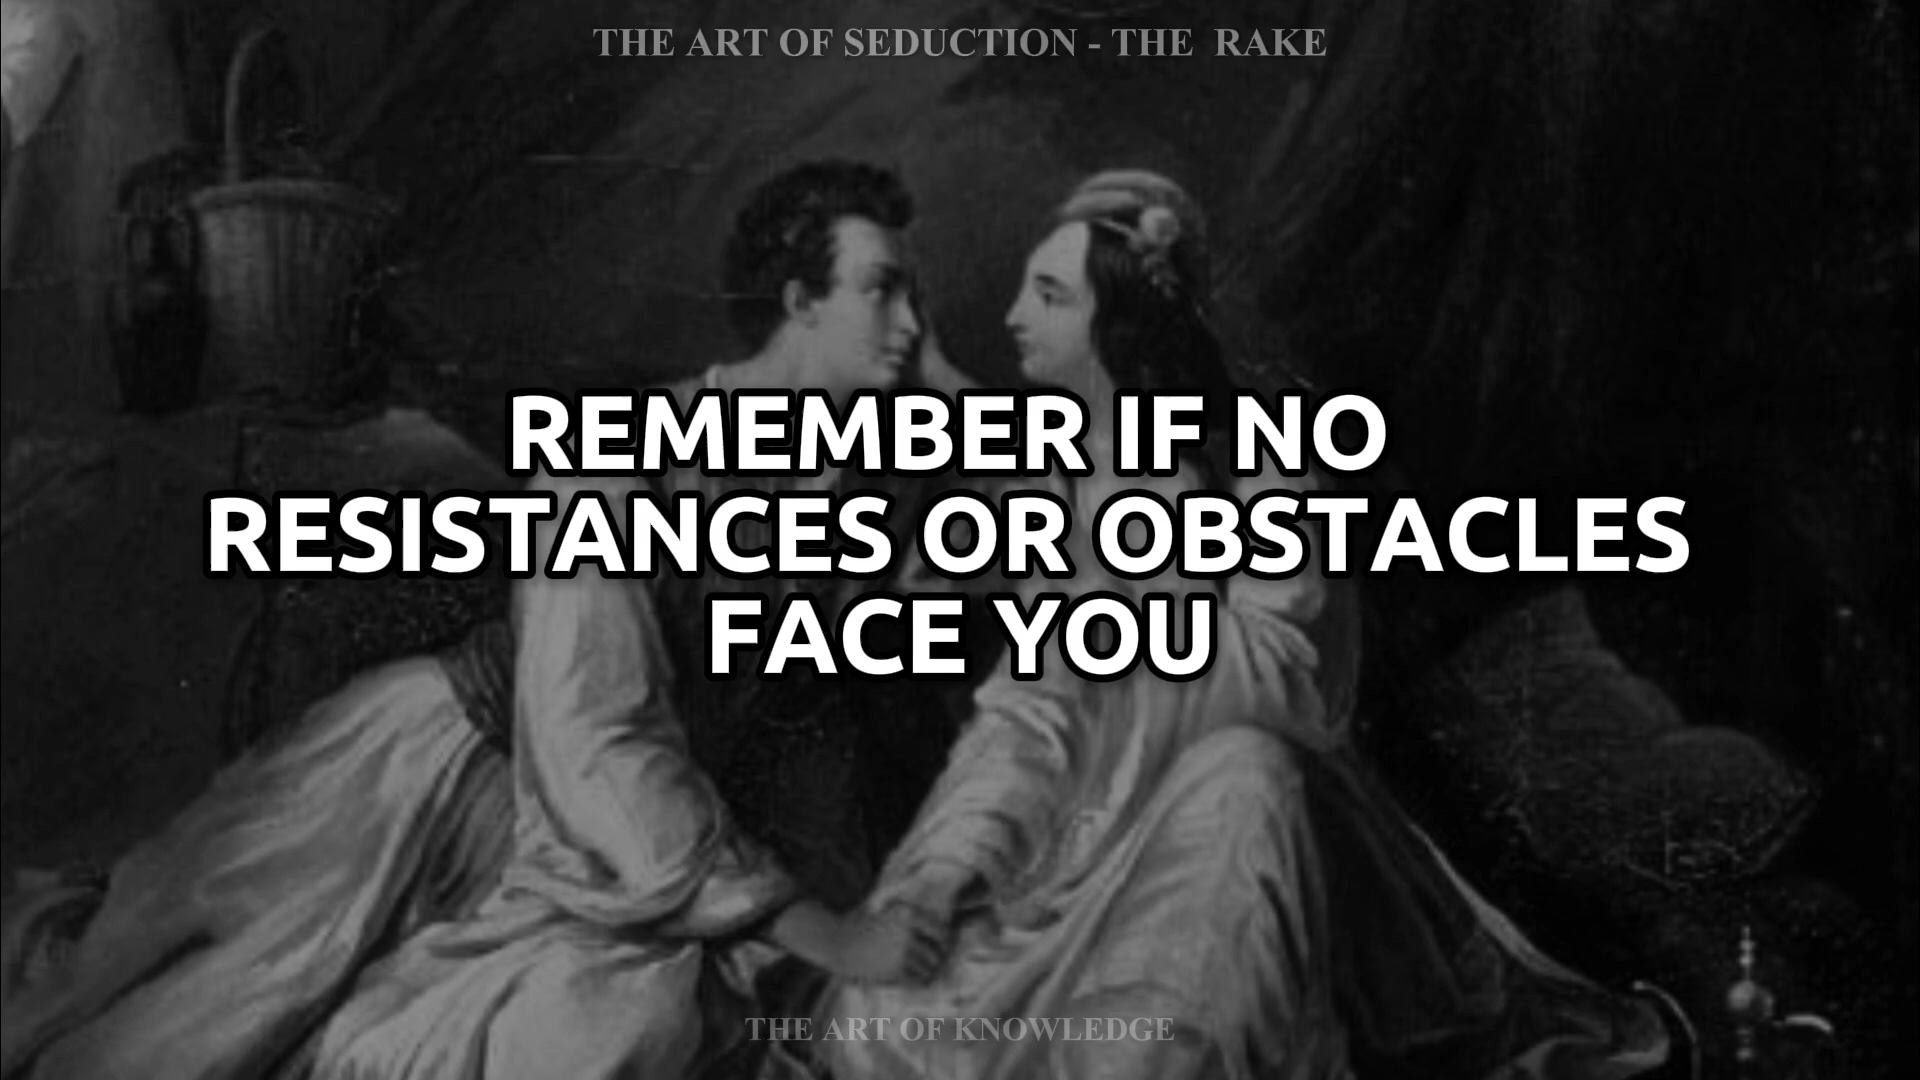 THE ART OF SEDUCTION - THE RAKE
REMEMBER IF NO
RESISTANCES OR OBSTACLES
FACE YOU
THE ART OF KNOWLEDGE